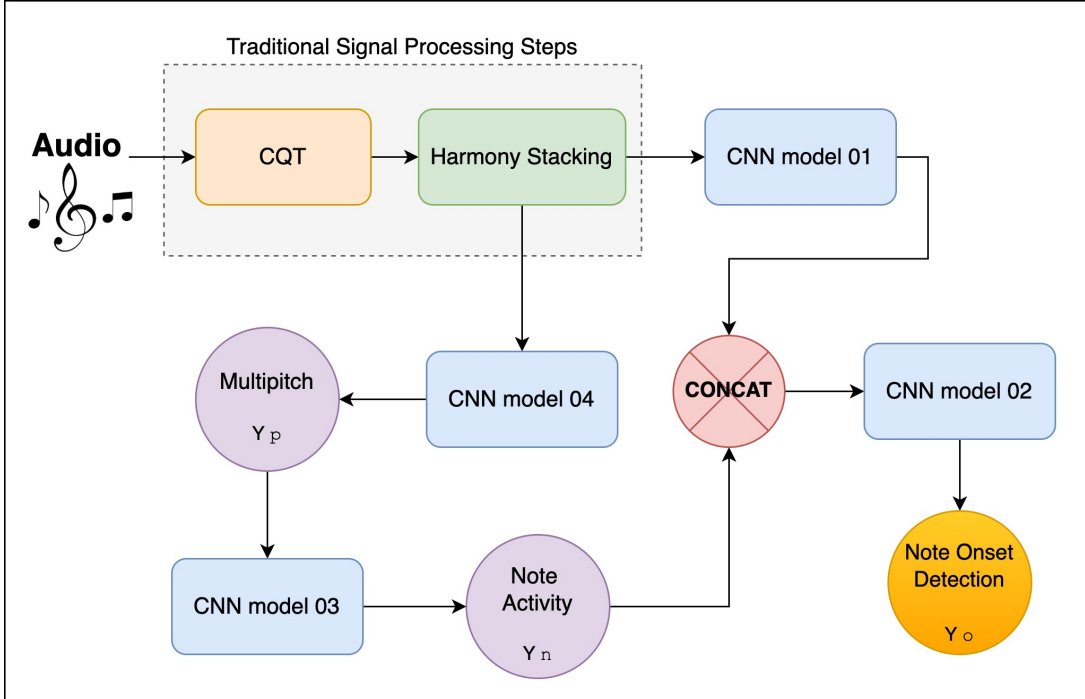 Traditional Signal Processing Steps
Audio
CQT
Harmony Stacking
CNN model 01
Multipitch
Y p
CNN model 04
CONCAT
CNN model 02
CNN model 03
Note
Activity
Y n
Note Onset
Detection
Y o